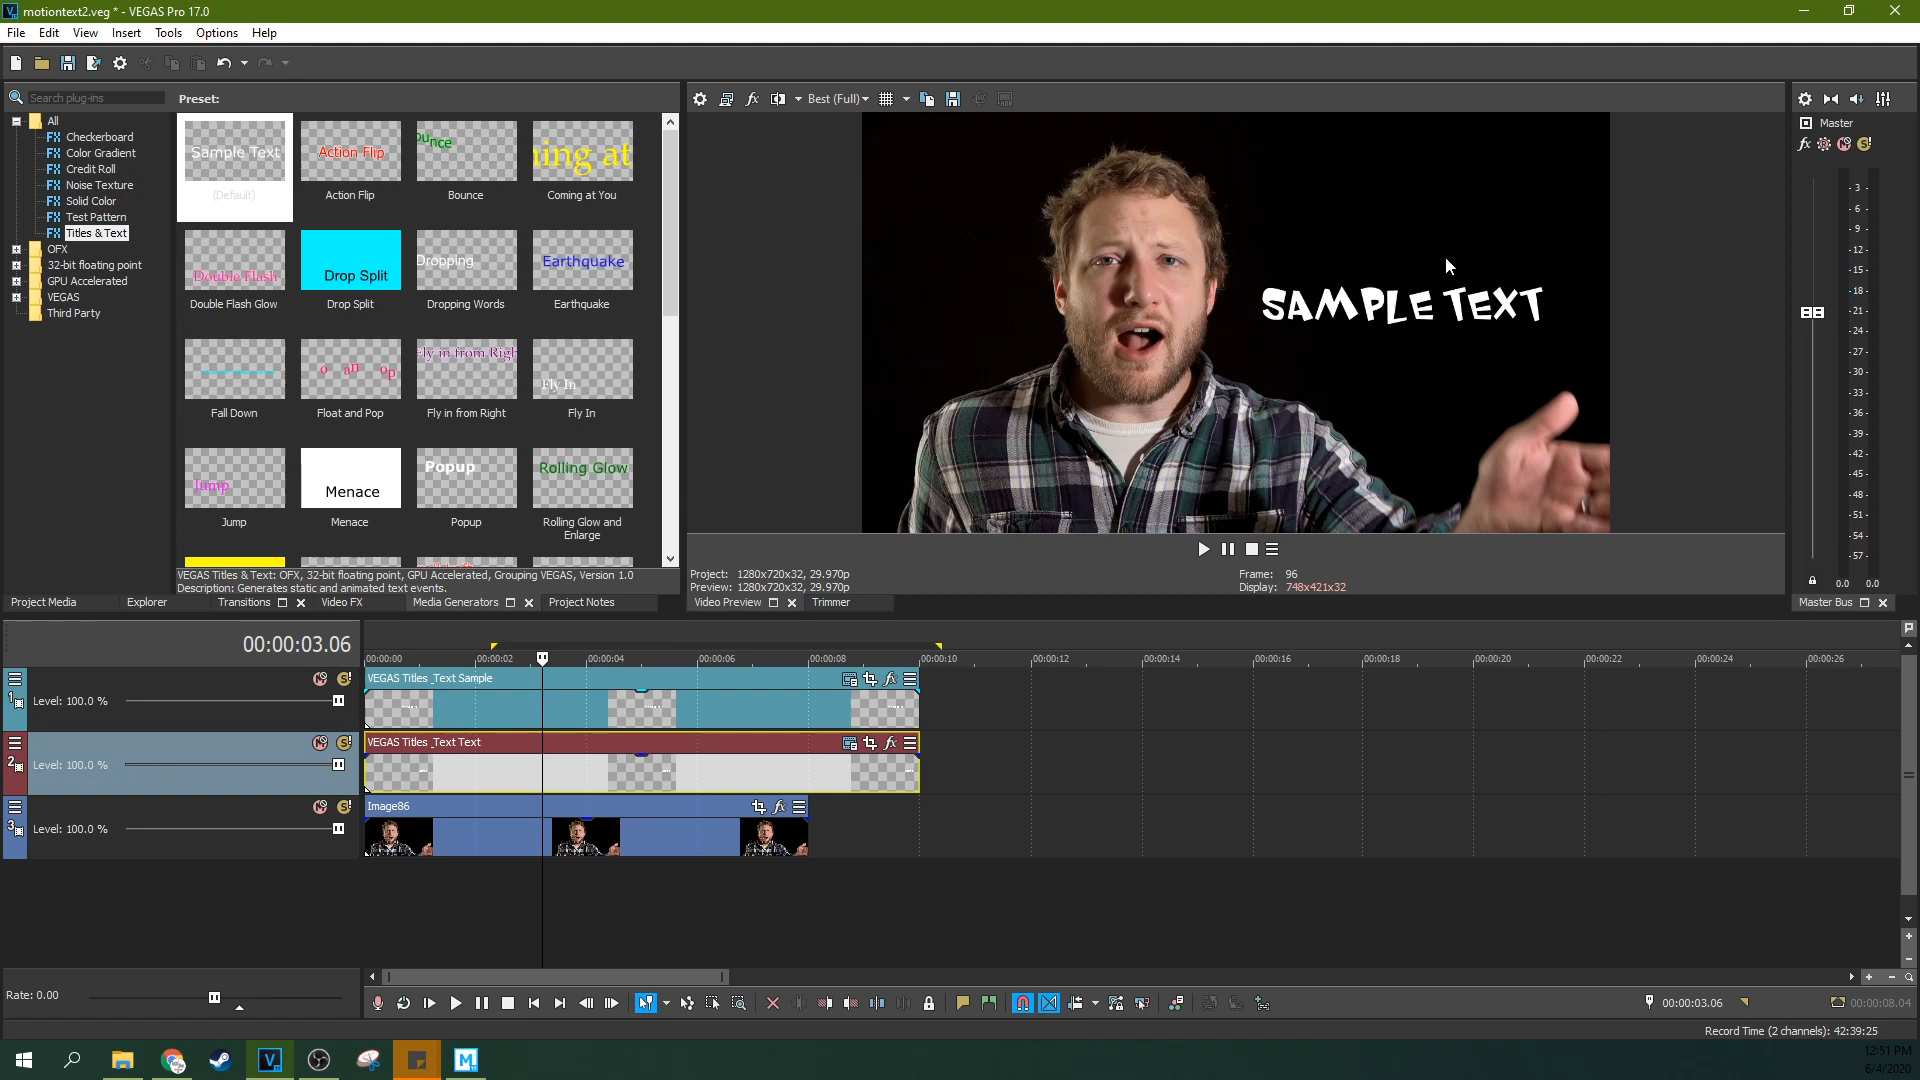 motiontext2.veg * - VEGAS Pro 17.0
File Edit View Insert Tools Options Help
Search plug-ins
Preset:
All
Checkerboard
Color Gradient
Credit Roll
Noise Texture
Solid Color
Test Pattern
Titles & Text
OFX
32-bit floating point
GPU Accelerated
VEGAS
Third Party
Sample Text Action Flip ounce ning at
(Default) Action Flip Bounce Coming at You
Double Flash Drop Split Dropping Earthquake
Double Flash Glow Drop Split Dropping Words Earthquake
o an op Fly in from Righ Fly In
Fall Down Float and Pop Fly in from Right Fly In
Jump Menace Popup Rolling Glow
Jump Menace Popup Rolling Glow and
Enlarge
VEGAS Titles & Text: OFX, 32-bit floating point, GPU Accelerated, Grouping VEGAS, Version 1.0
Description: Generates static and animated text events.
Project Media Explorer Transitions Video FX Media Generators Project Notes
Best (Full)
SAMPLE TEXT
Project: 1280x720x32, 29.970p
Preview: 1280x720x32, 29.970p
Frame: 96
Display: 748x421x32
Video Preview Trimmer
Master
fx
-3-
-6-
-9-
-12-
-15-
-18-
-21-
-24-
-27-
-30-
-33-
-36-
-39-
-42-
-45-
-48-
-51-
-54-
-57-
0.0 0.0
Master Bus
00:00:03.06
00:00:00 00:00:02 00:00:04 00:00:06 00:00:08 00:00:10 00:00:12 00:00:14 00:00:16 00:00:18 00:00:20 00:00:22 00:00:24 00:00:26
1 Level: 100.0 %
VEGAS Titles _Text Sample
2 Level: 100.0 %
VEGAS Titles _Text Text
3 Level: 100.0 %
Image86
Rate: 0.00
00:00:03.06 00:00:08.04
Record Time (2 channels): 42:39:25
12:51 PM
6/4/2020